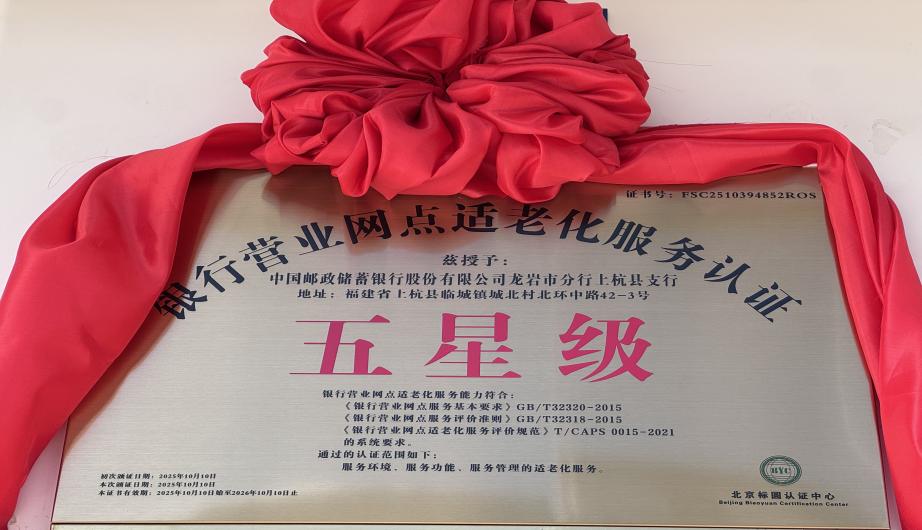 证书号：FSC2510394852ROS
银行营业网点适老化服务认证
兹授予：
中国邮政储蓄银行股份有限公司龙岩市分行上杭县支行
地址：福建省上杭县临城镇城北村北环中路42-3号
五星级
银行营业网点适老化服务能力符合：
《银行营业网点服务基本要求》GB/T32320-2015
《银行营业网点服务评价准则》GB/T32318-2015
《银行营业网点适老化服务评价规范》T/CAPS 0015-2021
的系统要求。
通过的认证范围如下：
服务环境、服务功能、服务管理的适老化服务。
初次颁证日期：2025年10月10日
本次颁证日期：2025年10月10日
本证书有效期：2025年10月10日始至2026年10月10日止
BYC
北京标圆认证中心
Beijing Biaoyuan Certification Center